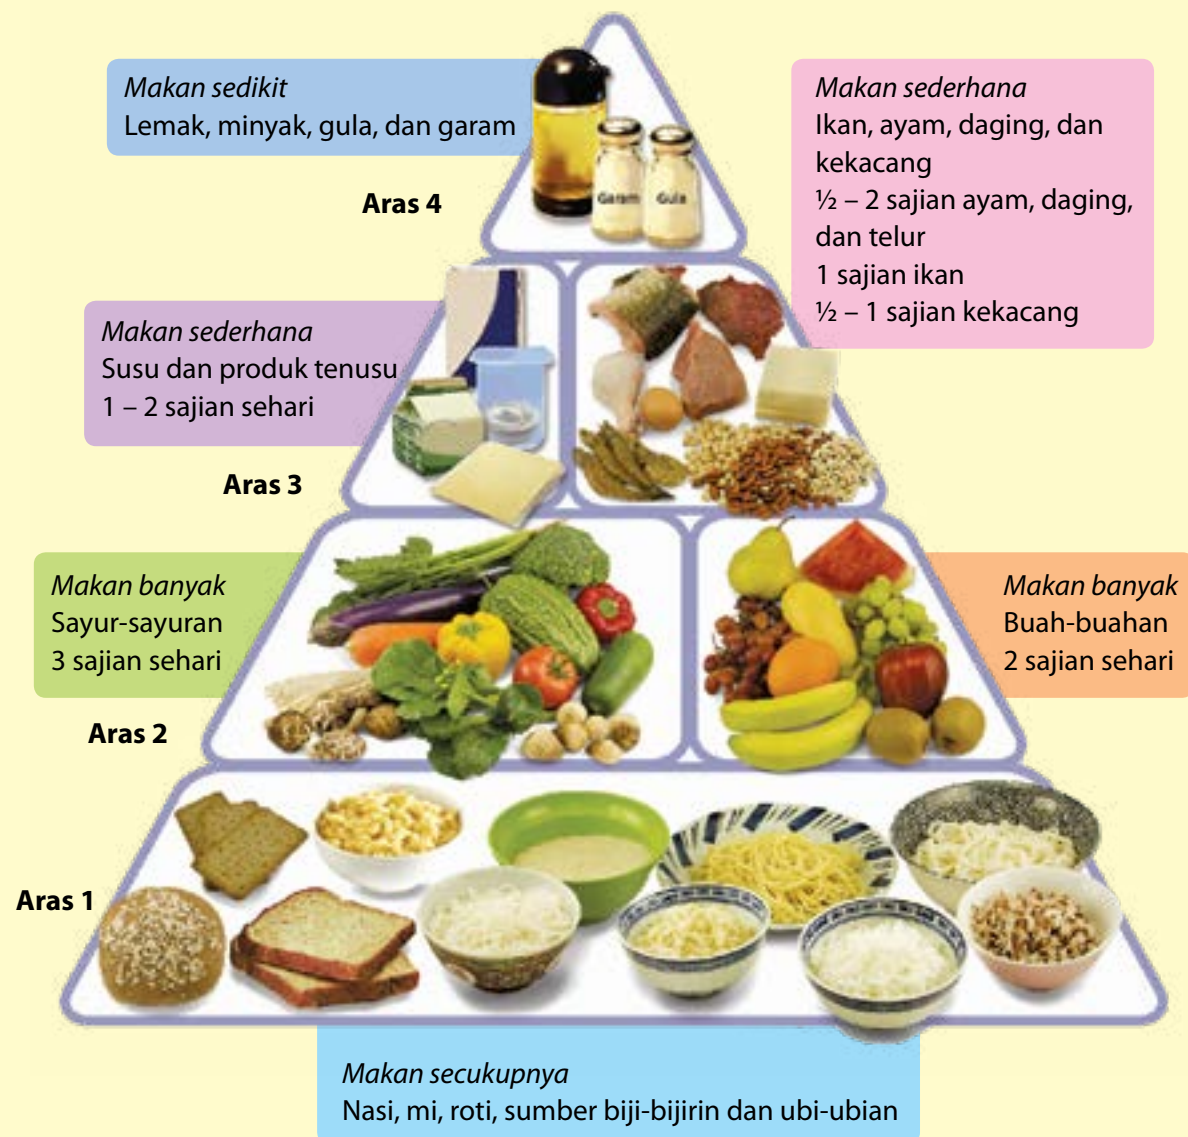 Makan sedikit
Lemak, minyak, gula, dan garam
Aras 4
Garam
Gula
Makan sederhana
Ikan, ayam, daging, dan
kekacang
½ – 2 sajian ayam, daging,
dan telur
1 sajian ikan
½ – 1 sajian kekacang
Makan sederhana
Susu dan produk tenusu
1 – 2 sajian sehari
Aras 3
Makan banyak
Sayur-sayuran
3 sajian sehari
Aras 2
Makan banyak
Buah-buahan
2 sajian sehari
Aras 1
Makan secukupnya
Nasi, mi, roti, sumber biji-bijirin dan ubi-ubian